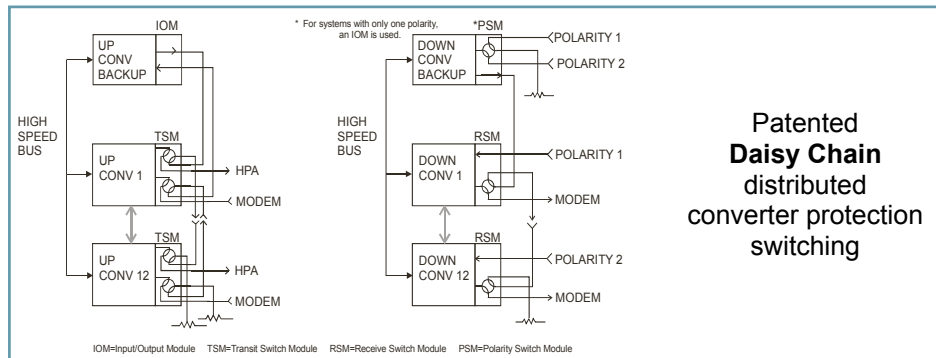 IOM
UP
CONV
BACKUP
HIGH
SPEED
BUS
TSM
UP
CONV 1
HPA
MODEM
TSM
UP
CONV 12
HPA
MODEM
* For systems with only one polarity,
an IOM is used.
*PSM
DOWN
CONV
BACKUP
POLARITY 1
POLARITY 2
HIGH
SPEED
BUS
RSM
DOWN
CONV 1
POLARITY 1
MODEM
RSM
DOWN
CONV 12
POLARITY 2
MODEM
IOM=Input/Output Module TSM=Transit Switch Module RSM=Receive Switch Module PSM=Polarity Switch Module
Patented
Daisy Chain
distributed
converter protection
switching